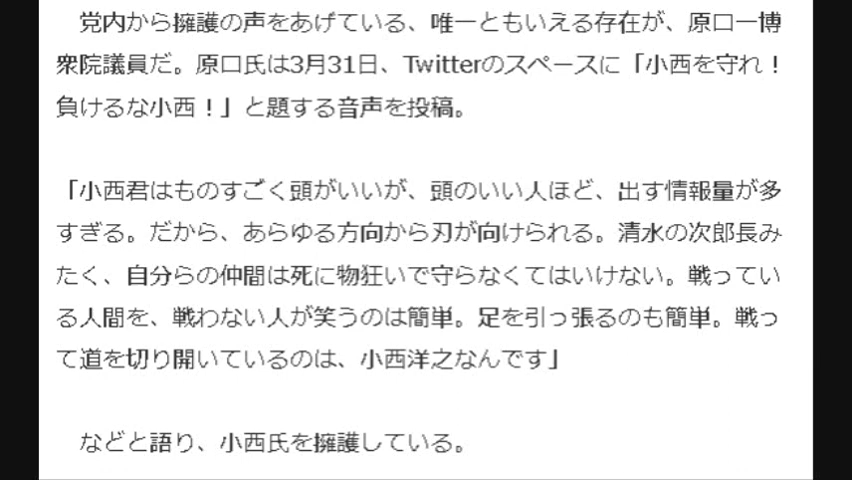 党内から擁護の声をあげている、唯一ともいえる存在が、原口一博
衆院議員だ。原口氏は3月31日、Twitterのスペースに「小西を守れ！
負けるな小西！」と題する音声を投稿。
「小西君はものすごく頭がいいが、頭のいい人ほど、出す情報量が多
すぎる。だから、あらゆる方向から刃が向けられる。清水の次郎長み
たく、自分らの仲間は死に物狂いで守らなくてはいけない。戦ってい
る人間を、戦わない人が笑うのは簡単。足を引っ張るのも簡単。戦っ
て道を切り開いているのは、小西洋之なんです」
などと語り、小西氏を擁護している。